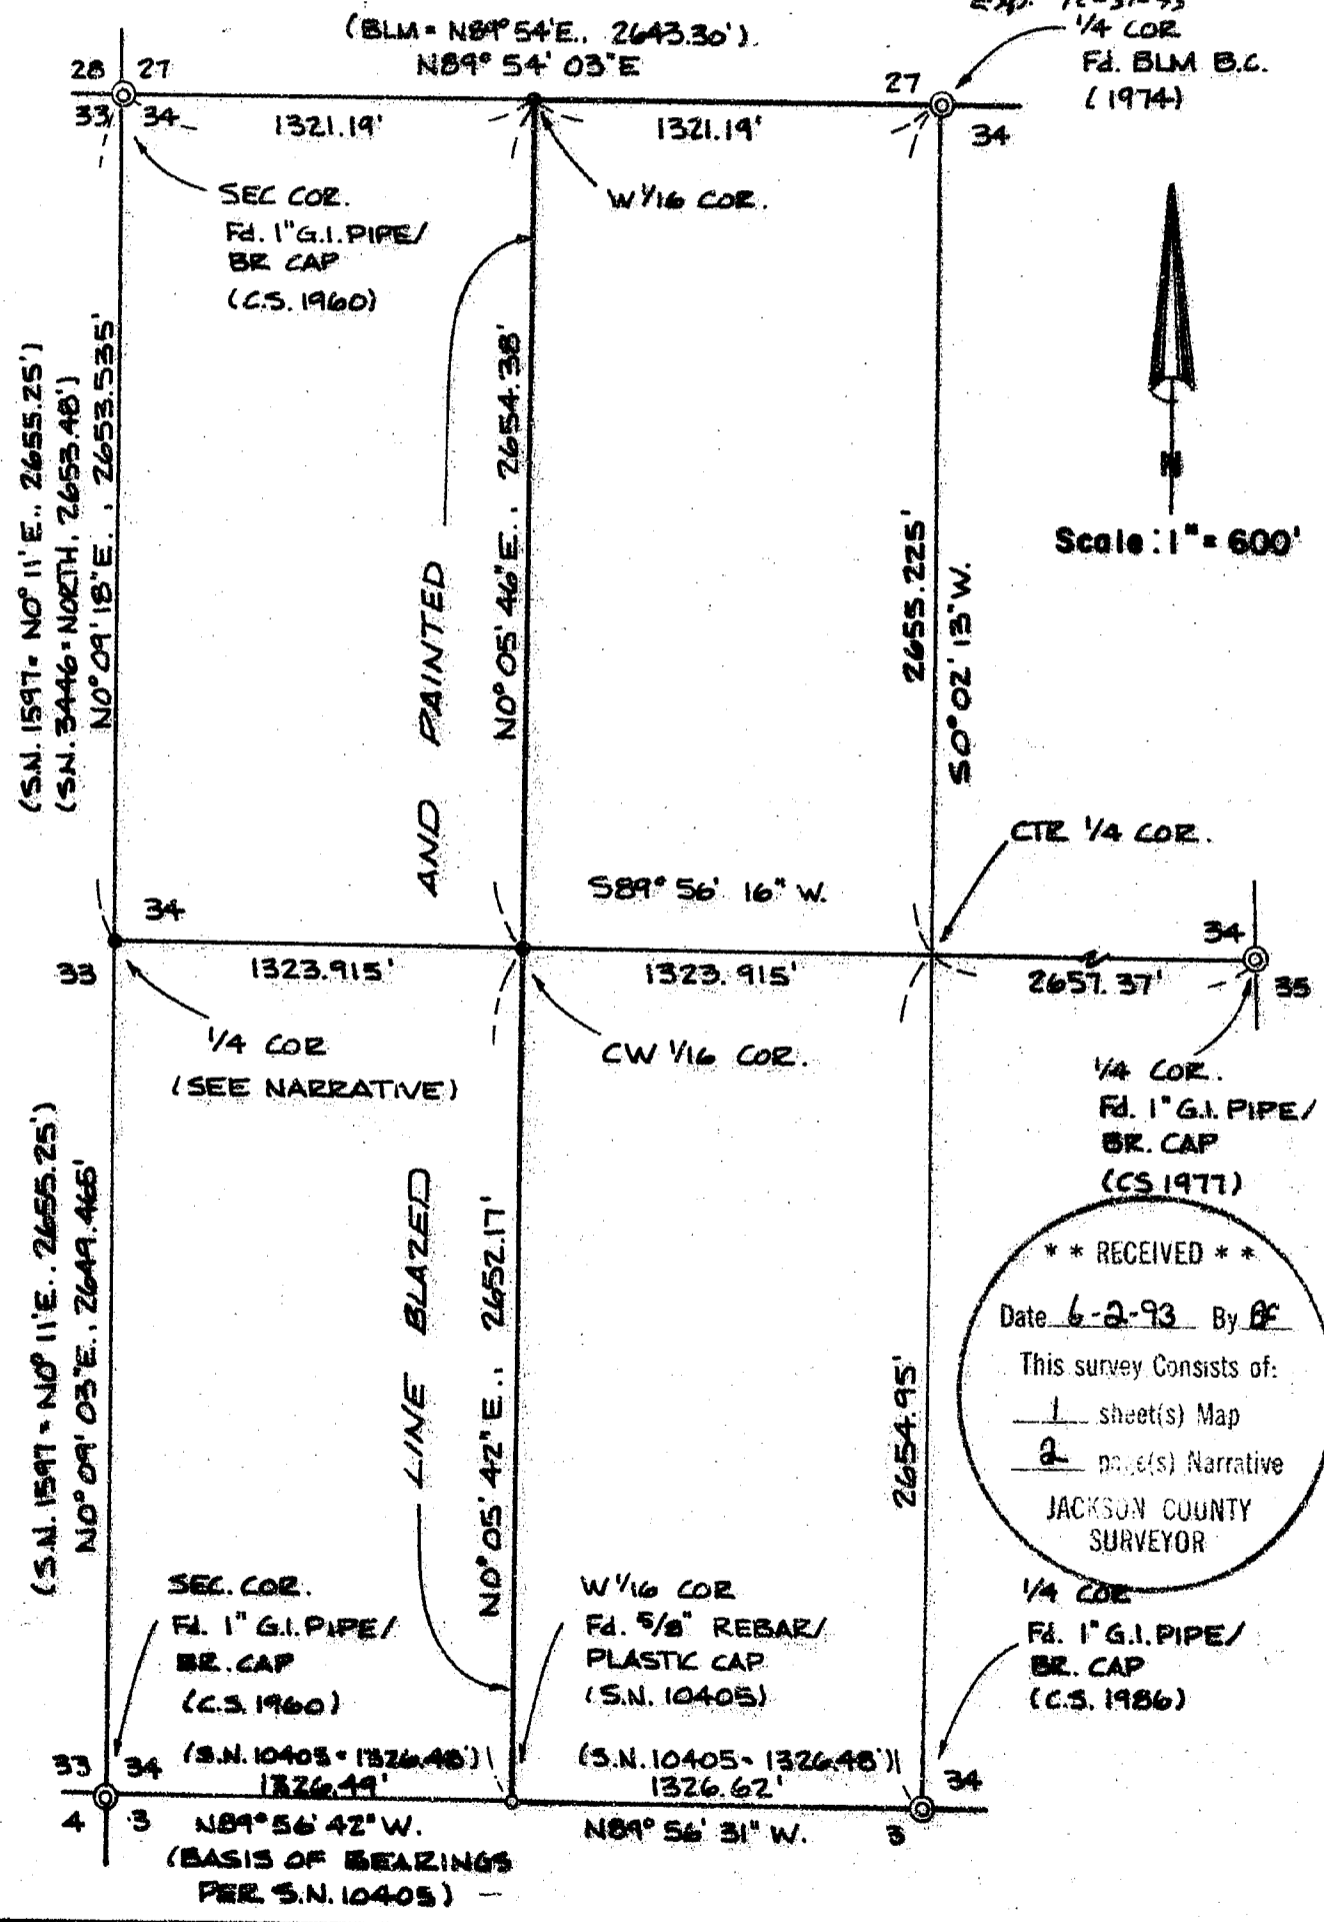 (BLM = N89° 54' E., 2643.30')
N89° 54' 03" E
Exp. 12-31-93
1/4 COR
Fd. BLM B.C.
(1974)
28 27
33 34
1321.19'
1321.19'
27
34
SEC COR.
Fd. 1" G.I. PIPE/
BR CAP
(C.S. 1960)
W 1/16 COR.
N
Scale: 1" = 600'
(S.N. 1597 = N0° 11' E., 2655.25')
(S.N. 3446 = NORTH, 2653.48')
N0° 09' 18" E., 2653.535'
AND PAINTED
N0° 05' 46" E., 2654.38'
2655.225'
S0° 02' 13" W.
CTR 1/4 COR.
S89° 56' 16" W.
34
33
1323.915'
1323.915'
2657.37'
34
35
1/4 COR
(SEE NARRATIVE)
CW 1/16 COR.
1/4 COR.
Fd. 1" G.I. PIPE/
BR. CAP
(CS 1977)
(S.N. 1597 = N0° 11' E., 2655.25')
N0° 09' 03" E., 2649.465'
LINE BLAZED
N0° 05' 42" E., 2652.17'
2654.95'
* * RECEIVED * *
Date 6-2-93 By
This survey Consists of:
1 sheet(s) Map
2 page(s) Narrative
JACKSON COUNTY
SURVEYOR
SEC. COR.
Fd. 1" G.I. PIPE/
BR. CAP
(C.S. 1960)
W 1/16 COR
Fd. 5/8" REBAR/
PLASTIC CAP
(S.N. 10405)
1/4 COR
Fd. 1" G.I. PIPE/
BR. CAP
(C.S. 1986)
33 34
(S.N. 10405 = 1326.48')
1326.49'
(S.N. 10405 = 1326.48')
1326.62'
34
4 3
N89° 56' 42" W.
N89° 56' 31" W.
3
(BASIS OF BEARINGS
PER S.N. 10405)